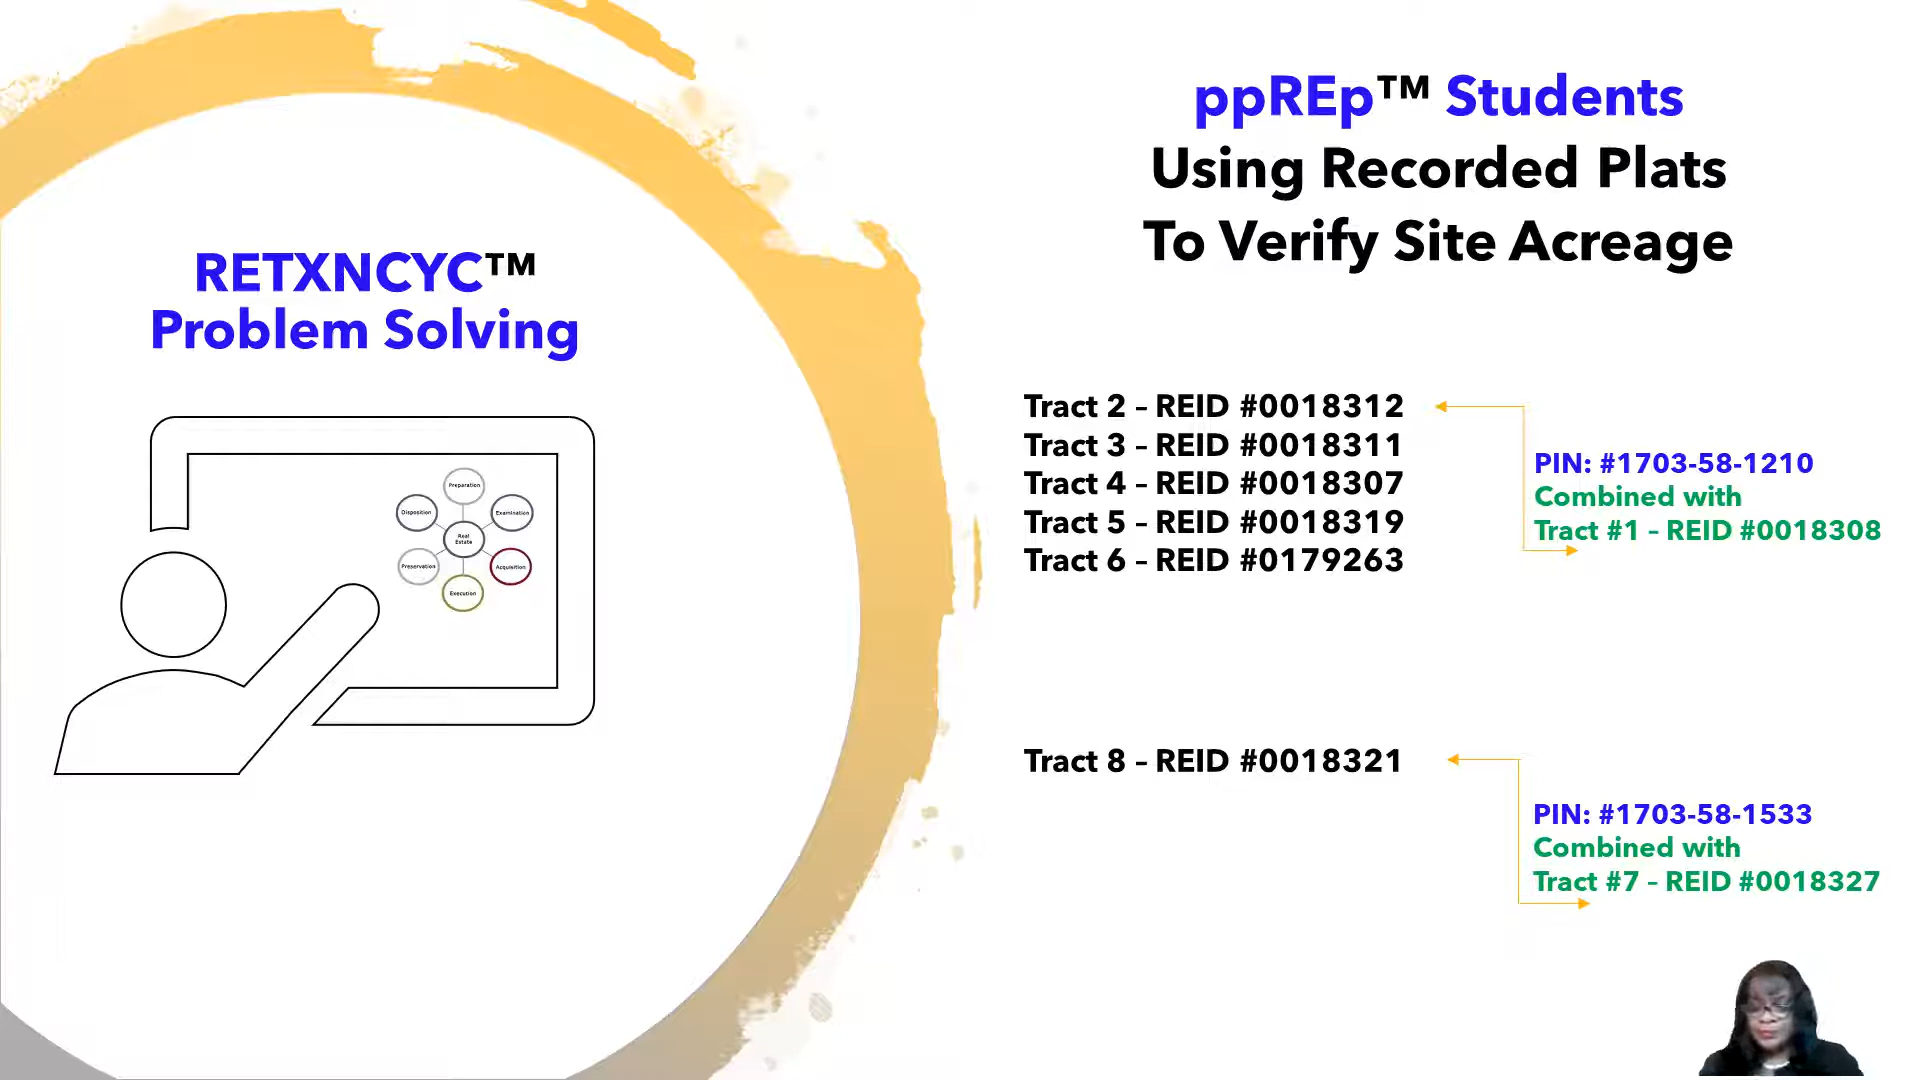 RETXNCYC™
Problem Solving
Preparation
Disposition
Examination
Real
Estate
Preservation
Acquisition
Execution
ppREp™ Students
Using Recorded Plats
To Verify Site Acreage
Tract 2 – REID #0018312
Tract 3 – REID #0018311
Tract 4 – REID #0018307
Tract 5 – REID #0018319
Tract 6 – REID #0179263
PIN: #1703-58-1210
Combined with
Tract #1 – REID #0018308
Tract 8 – REID #0018321
PIN: #1703-58-1533
Combined with
Tract #7 – REID #0018327